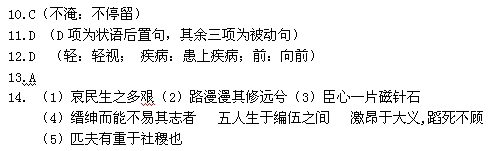 10.C(不淹：不停留)
11.D （D 项为状语后置句，其余三项为被动句）
12.D （轻：轻视； 疾病：患上疾病；前：向前）
13.A
14. （1）哀民生之多艰（2）路漫漫其修远兮（3）臣心一片磁针石
（4）缙绅而能不易其志者 五人生于编伍之间 激昂于大义,蹈死不顾
（5）匹夫有重于社稷也